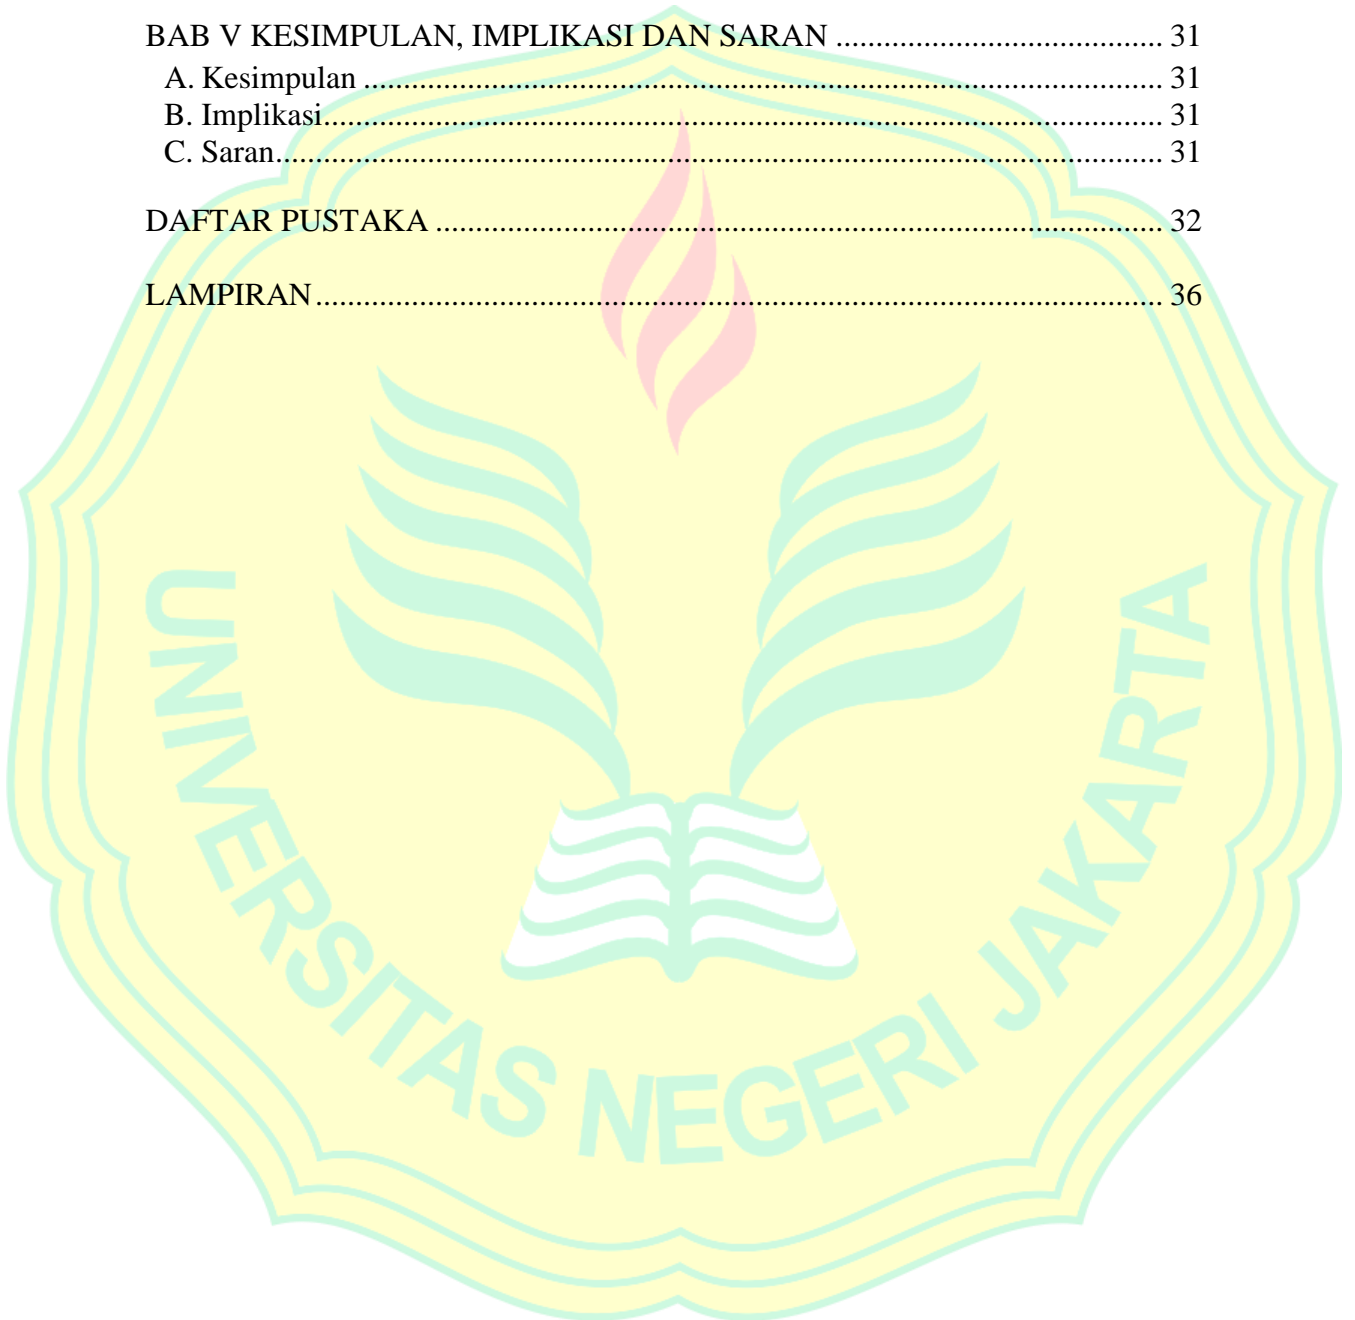 BAB V KESIMPULAN, IMPLIKASI DAN SARAN ......................................... 31
A. Kesimpulan .................................................................................................... 31
B. Implikasi......................................................................................................... 31
C. Saran............................................................................................................... 31
DAFTAR PUSTAKA ........................................................................................... 32
LAMPIRAN.......................................................................................................... 36
UNIVERSITAS NEGERI JAKARTA